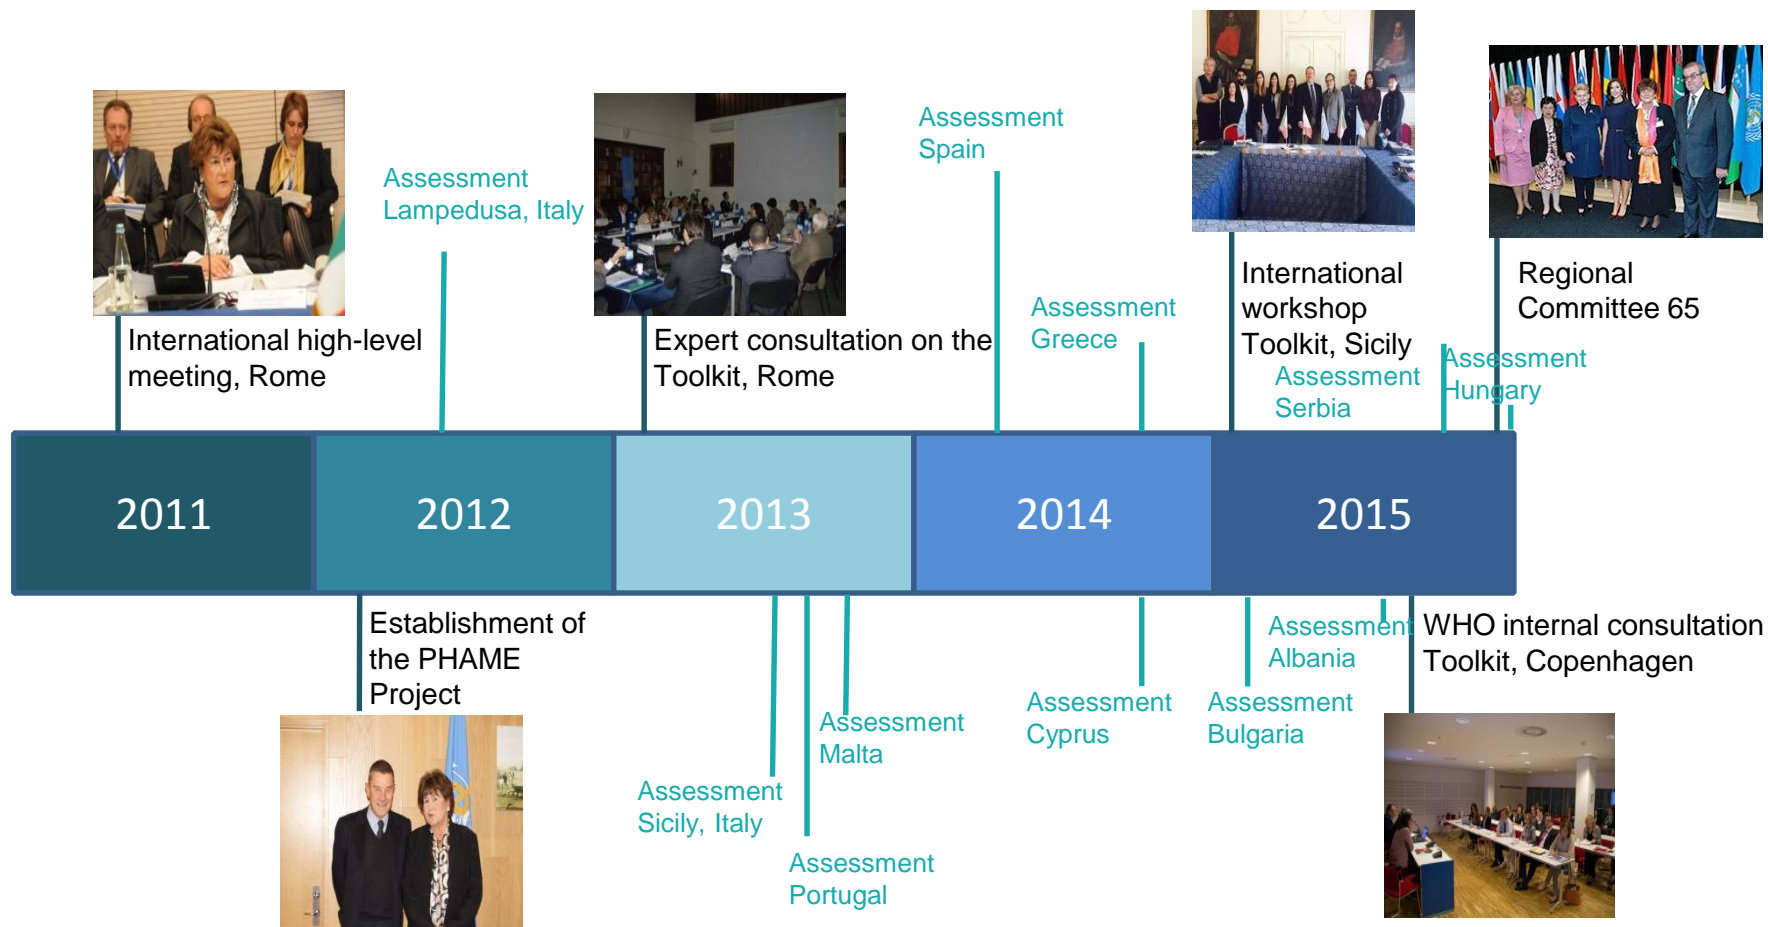 Assessment
Lampedusa, Italy
Assessment
Spain
International high-level
meeting, Rome
Expert consultation on the
Toolkit, Rome
Assessment
Greece
International
workshop
Toolkit, Sicily
Assessment
Serbia
Assessment
Hungary
Regional
Committee 65
2011
2012
2013
2014
2015
Establishment of
the PHAME
Project
Assessment
Sicily, Italy
Assessment
Portugal
Assessment
Malta
Assessment
Cyprus
Assessment
Bulgaria
Assessment
Albania
WHO internal consultation
Toolkit, Copenhagen